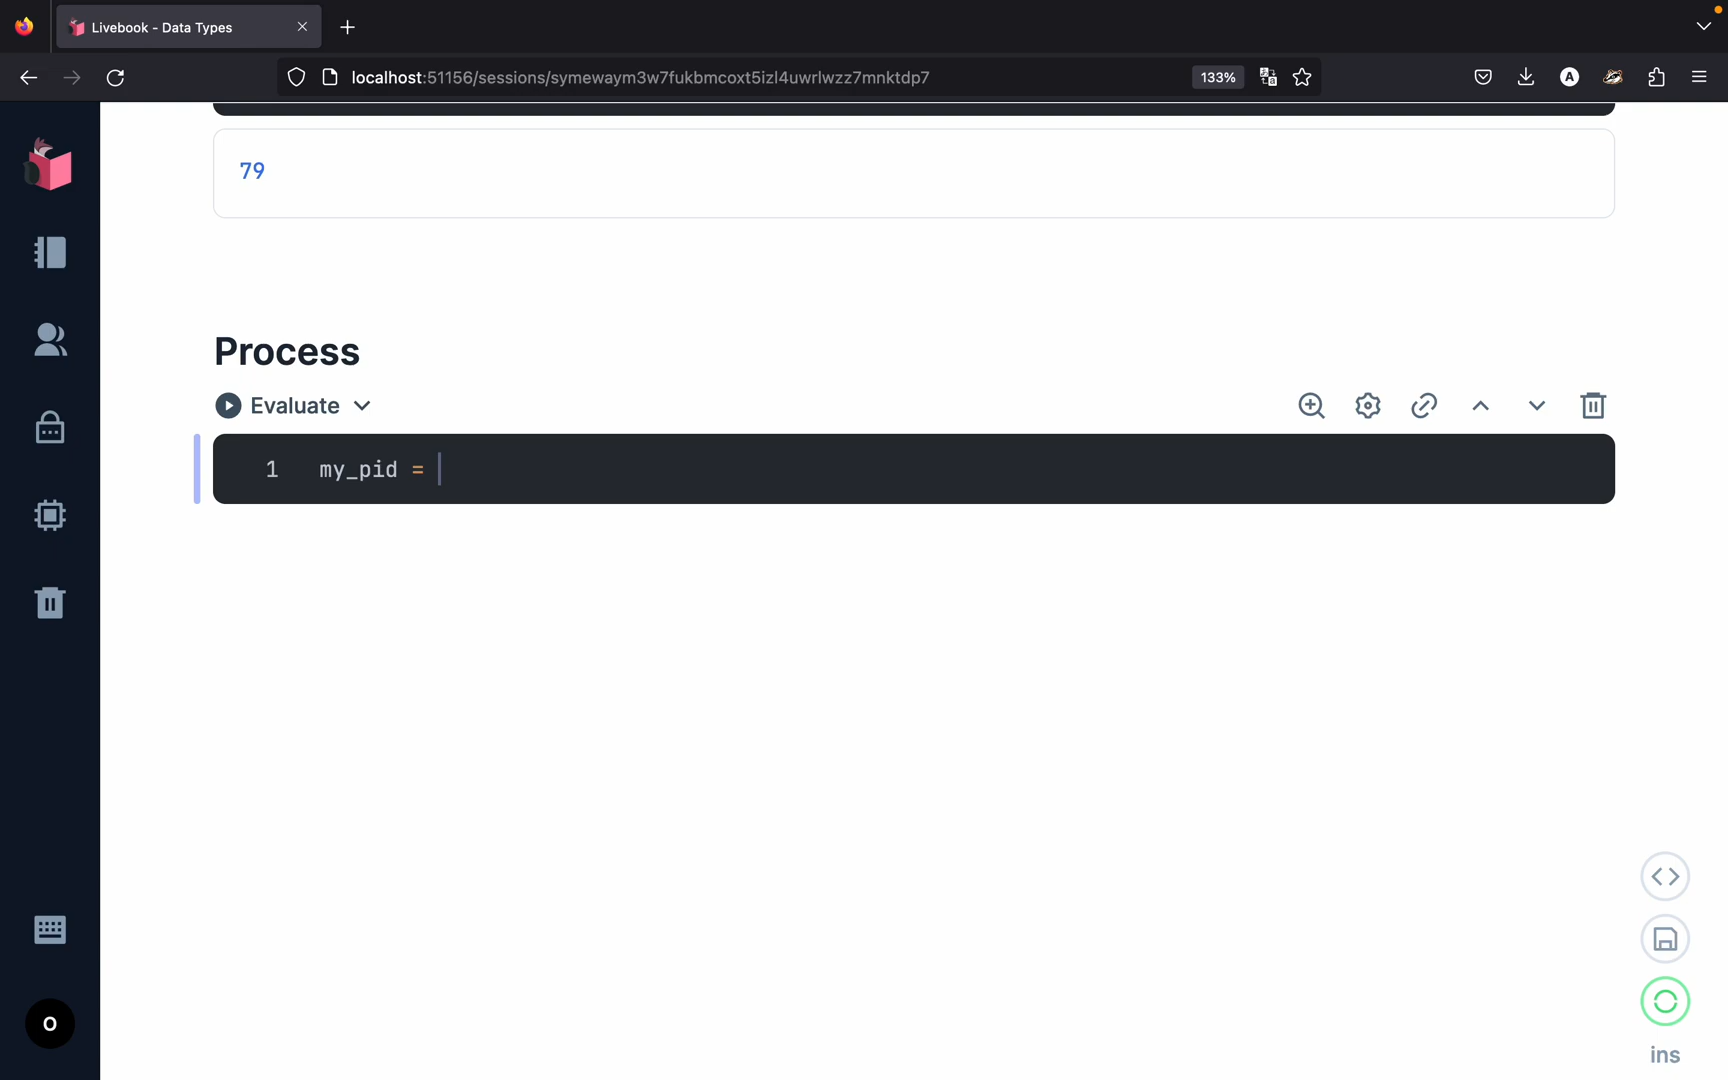 Livebook - Data Types
localhost:51156/sessions/symewaym3w7fukbmcoxt5izl4uwrlwzz7mnktdp7
133%
A
79
Process
Evaluate
1 my_pid =
O
ins